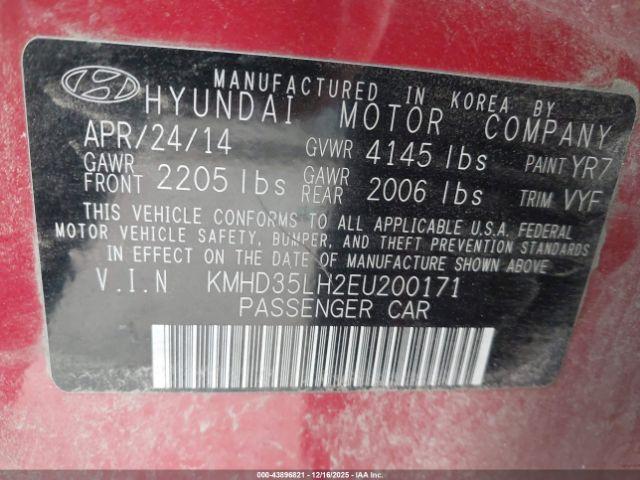 MANUFACTURED IN KOREA BY
HYUNDAI MOTOR COMPANY
APR/24/14 GVWR 4145 lbs PAINT YR7
GAWR FRONT 2205 lbs GAWR REAR 2006 lbs TRIM VYF
THIS VEHICLE CONFORMS TO ALL APPLICABLE U.S.A. FEDERAL
MOTOR VEHICLE SAFETY, BUMPER, AND THEFT PREVENTION STANDARDS
IN EFFECT ON THE DATE OF MANUFACTURE SHOWN ABOVE.
V.I.N KMHD35LH2EU200171
PASSENGER CAR
000-43896821 - 12/16/2025 - IAAI.COM